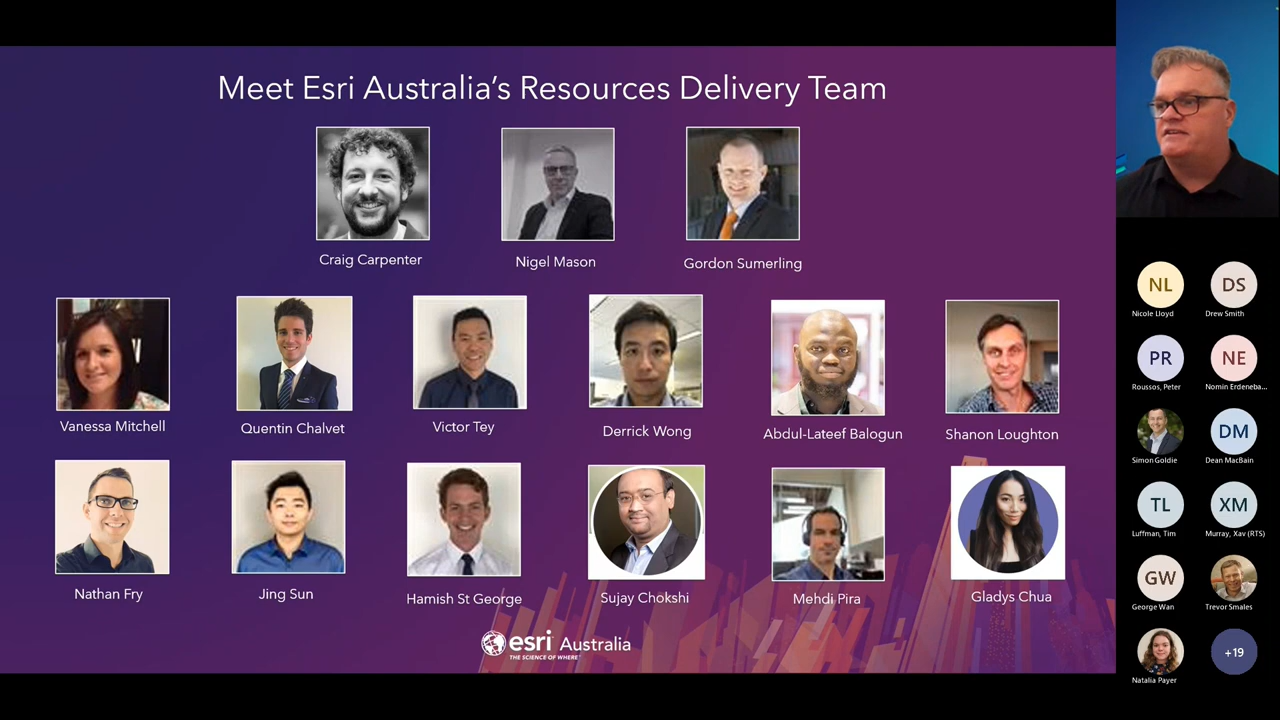 Meet Esri Australia's Resources Delivery Team
Craig Carpenter
Nigel Mason
Gordon Sumerling
Vanessa Mitchell
Quentin Chalvet
Victor Tey
Derrick Wong
Abdul-Lateef Balogun
Shanon Loughton
Nathan Fry
Jing Sun
Hamish St George
Sujay Chokshi
Mehdi Pira
Gladys Chua
esri Australia
THE SCIENCE OF WHERE™
NL
DS
Nicole Lloyd
Drew Smith
PR
NE
Roussos, Peter
Nomin Erdeneba...
DM
Simon Goldie
Dean MacBain
TL
XM
Luffman, Tim
Murray, Xav (RTS)
GW
George Wan
Trevor Smales
+19
Natalia Payer